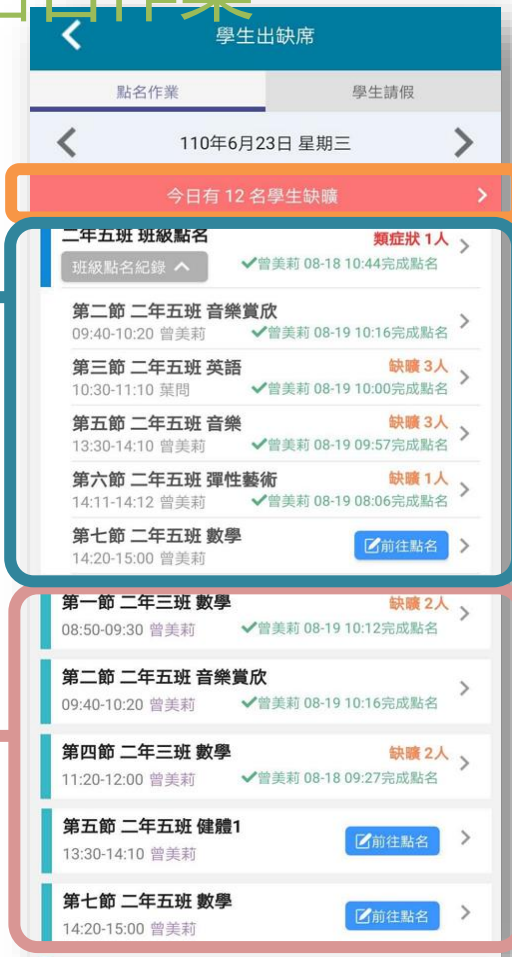 學生出缺席
點名作業 學生請假
110年6月23日 星期三
今日有 12 名學生缺曠
二年五班 班級點名 類症狀 1人
班級點名紀錄 曾美莉 08-18 10:44完成點名
第二節 二年五班 音樂賞欣
09:40-10:20 曾美莉 曾美莉 08-19 10:16完成點名
第三節 二年五班 英語 缺曠 3人
10:30-11:10 葉問 曾美莉 08-19 10:00完成點名
第五節 二年五班 音樂 缺曠 3人
13:30-14:10 曾美莉 曾美莉 08-19 09:57完成點名
第六節 二年五班 彈性藝術 缺曠 1人
14:11-14:12 曾美莉 曾美莉 08-19 08:06完成點名
第七節 二年五班 數學 前往點名
14:20-15:00 曾美莉
第一節 二年三班 數學 缺曠 2人
08:50-09:30 曾美莉 曾美莉 08-19 10:12完成點名
第二節 二年五班 音樂賞欣
09:40-10:20 曾美莉 曾美莉 08-19 10:16完成點名
第四節 二年三班 數學 缺曠 2人
11:20-12:00 曾美莉 曾美莉 08-18 09:27完成點名
第五節 二年五班 健體1 前往點名
13:30-14:10 曾美莉
第七節 二年五班 數學 前往點名
14:20-15:00 曾美莉